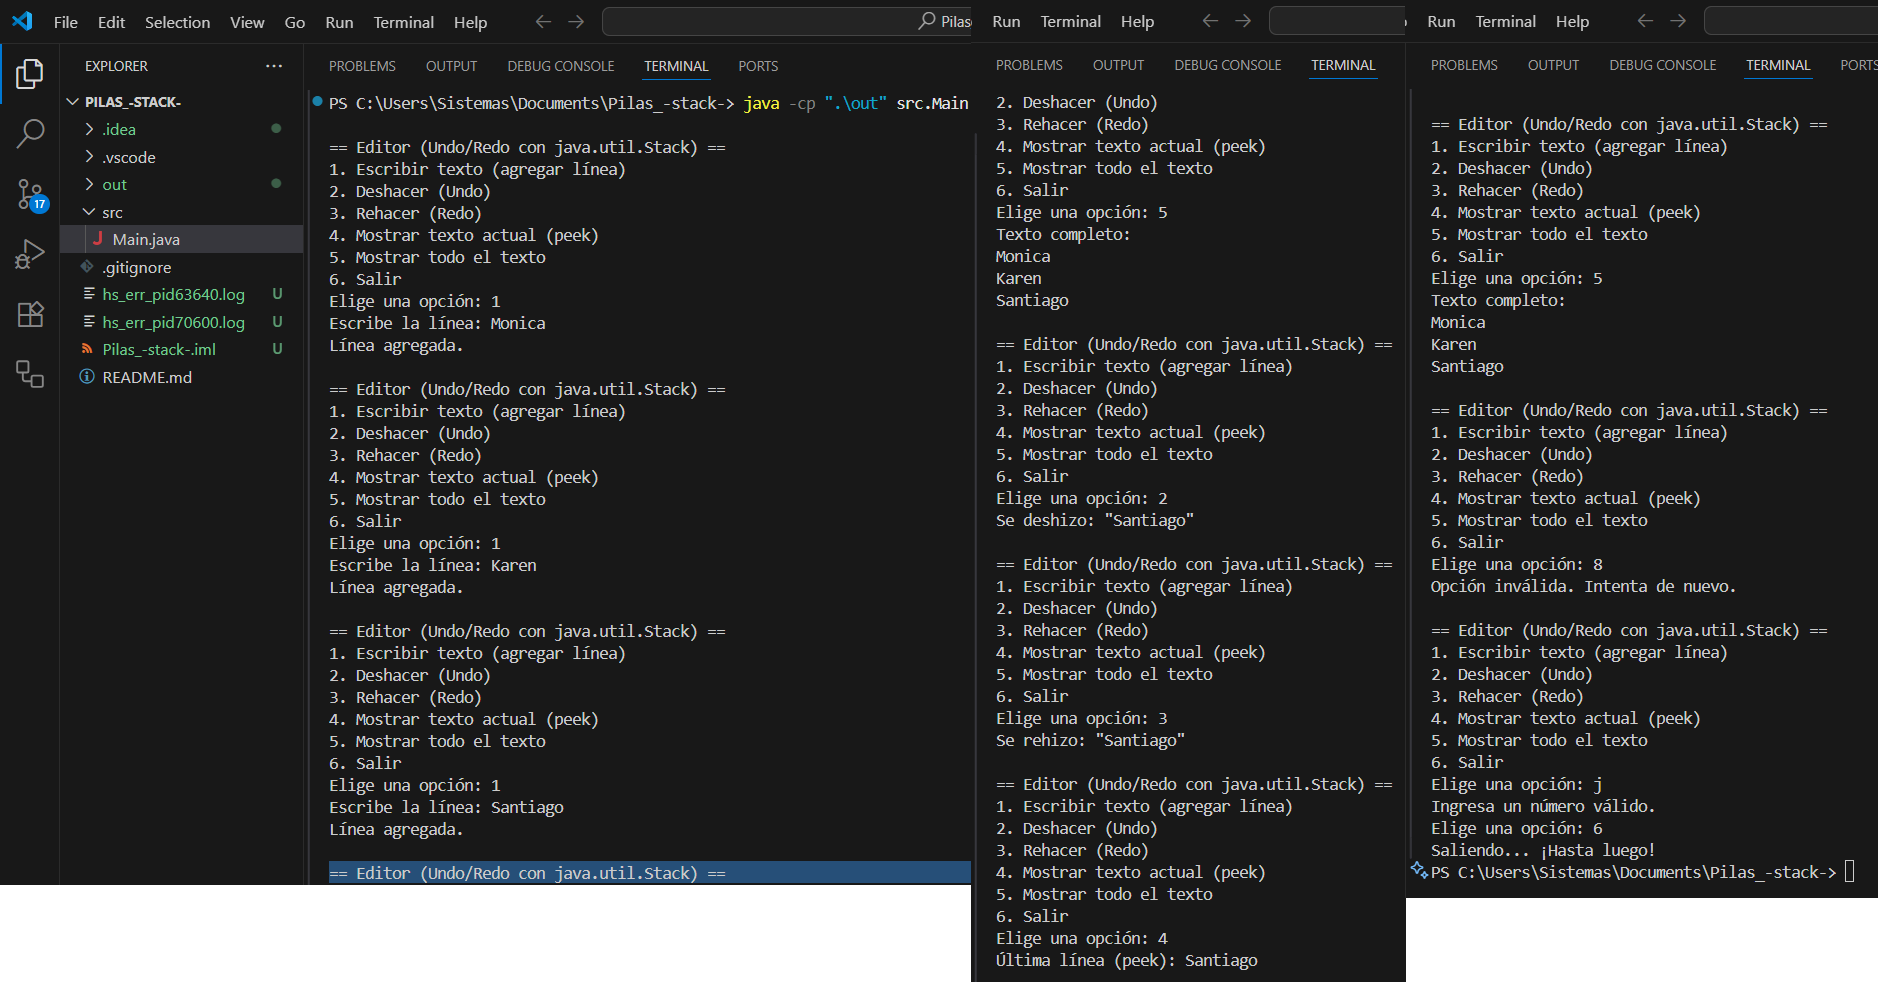 File Edit Selection View Go Run Terminal Help
EXPLORER
PILAS_-STACK-
.idea
.vscode
out
src
Main.java
.gitignore
hs_err_pid63640.log U
hs_err_pid70600.log U
Pilas_-stack-.iml U
README.md
17
PROBLEMS OUTPUT DEBUG CONSOLE TERMINAL PORTS
PS C:\Users\Sistemas\Documents\Pilas_-stack-> java -cp ".\out" src.Main
== Editor (Undo/Redo con java.util.Stack) ==
1. Escribir texto (agregar línea)
2. Deshacer (Undo)
3. Rehacer (Redo)
4. Mostrar texto actual (peek)
5. Mostrar todo el texto
6. Salir
Elige una opción: 1
Escribe la línea: Monica
Línea agregada.
== Editor (Undo/Redo con java.util.Stack) ==
1. Escribir texto (agregar línea)
2. Deshacer (Undo)
3. Rehacer (Redo)
4. Mostrar texto actual (peek)
5. Mostrar todo el texto
6. Salir
Elige una opción: 1
Escribe la línea: Karen
Línea agregada.
== Editor (Undo/Redo con java.util.Stack) ==
1. Escribir texto (agregar línea)
2. Deshacer (Undo)
3. Rehacer (Redo)
4. Mostrar texto actual (peek)
5. Mostrar todo el texto
6. Salir
Elige una opción: 1
Escribe la línea: Santiago
Línea agregada.
== Editor (Undo/Redo con java.util.Stack) ==
Run Terminal Help
PROBLEMS OUTPUT DEBUG CONSOLE TERMINAL
2. Deshacer (Undo)
3. Rehacer (Redo)
4. Mostrar texto actual (peek)
5. Mostrar todo el texto
6. Salir
Elige una opción: 5
Texto completo:
Monica
Karen
Santiago
== Editor (Undo/Redo con java.util.Stack) ==
1. Escribir texto (agregar línea)
2. Deshacer (Undo)
3. Rehacer (Redo)
4. Mostrar texto actual (peek)
5. Mostrar todo el texto
6. Salir
Elige una opción: 2
Se deshizo: "Santiago"
== Editor (Undo/Redo con java.util.Stack) ==
1. Escribir texto (agregar línea)
2. Deshacer (Undo)
3. Rehacer (Redo)
4. Mostrar texto actual (peek)
5. Mostrar todo el texto
6. Salir
Elige una opción: 3
Se rehizo: "Santiago"
== Editor (Undo/Redo con java.util.Stack) ==
1. Escribir texto (agregar línea)
2. Deshacer (Undo)
3. Rehacer (Redo)
4. Mostrar texto actual (peek)
5. Mostrar todo el texto
6. Salir
Elige una opción: 4
Última línea (peek): Santiago
Run Terminal Help
PROBLEMS OUTPUT DEBUG CONSOLE TERMINAL PORTS
== Editor (Undo/Redo con java.util.Stack) ==
1. Escribir texto (agregar línea)
2. Deshacer (Undo)
3. Rehacer (Redo)
4. Mostrar texto actual (peek)
5. Mostrar todo el texto
6. Salir
Elige una opción: 5
Texto completo:
Monica
Karen
Santiago
== Editor (Undo/Redo con java.util.Stack) ==
1. Escribir texto (agregar línea)
2. Deshacer (Undo)
3. Rehacer (Redo)
4. Mostrar texto actual (peek)
5. Mostrar todo el texto
6. Salir
Elige una opción: 8
Opción inválida. Intenta de nuevo.
== Editor (Undo/Redo con java.util.Stack) ==
1. Escribir texto (agregar línea)
2. Deshacer (Undo)
3. Rehacer (Redo)
4. Mostrar texto actual (peek)
5. Mostrar todo el texto
6. Salir
Elige una opción: j
Ingresa un número válido.
Elige una opción: 6
Saliendo... ¡Hasta luego!
PS C:\Users\Sistemas\Documents\Pilas_-stack->